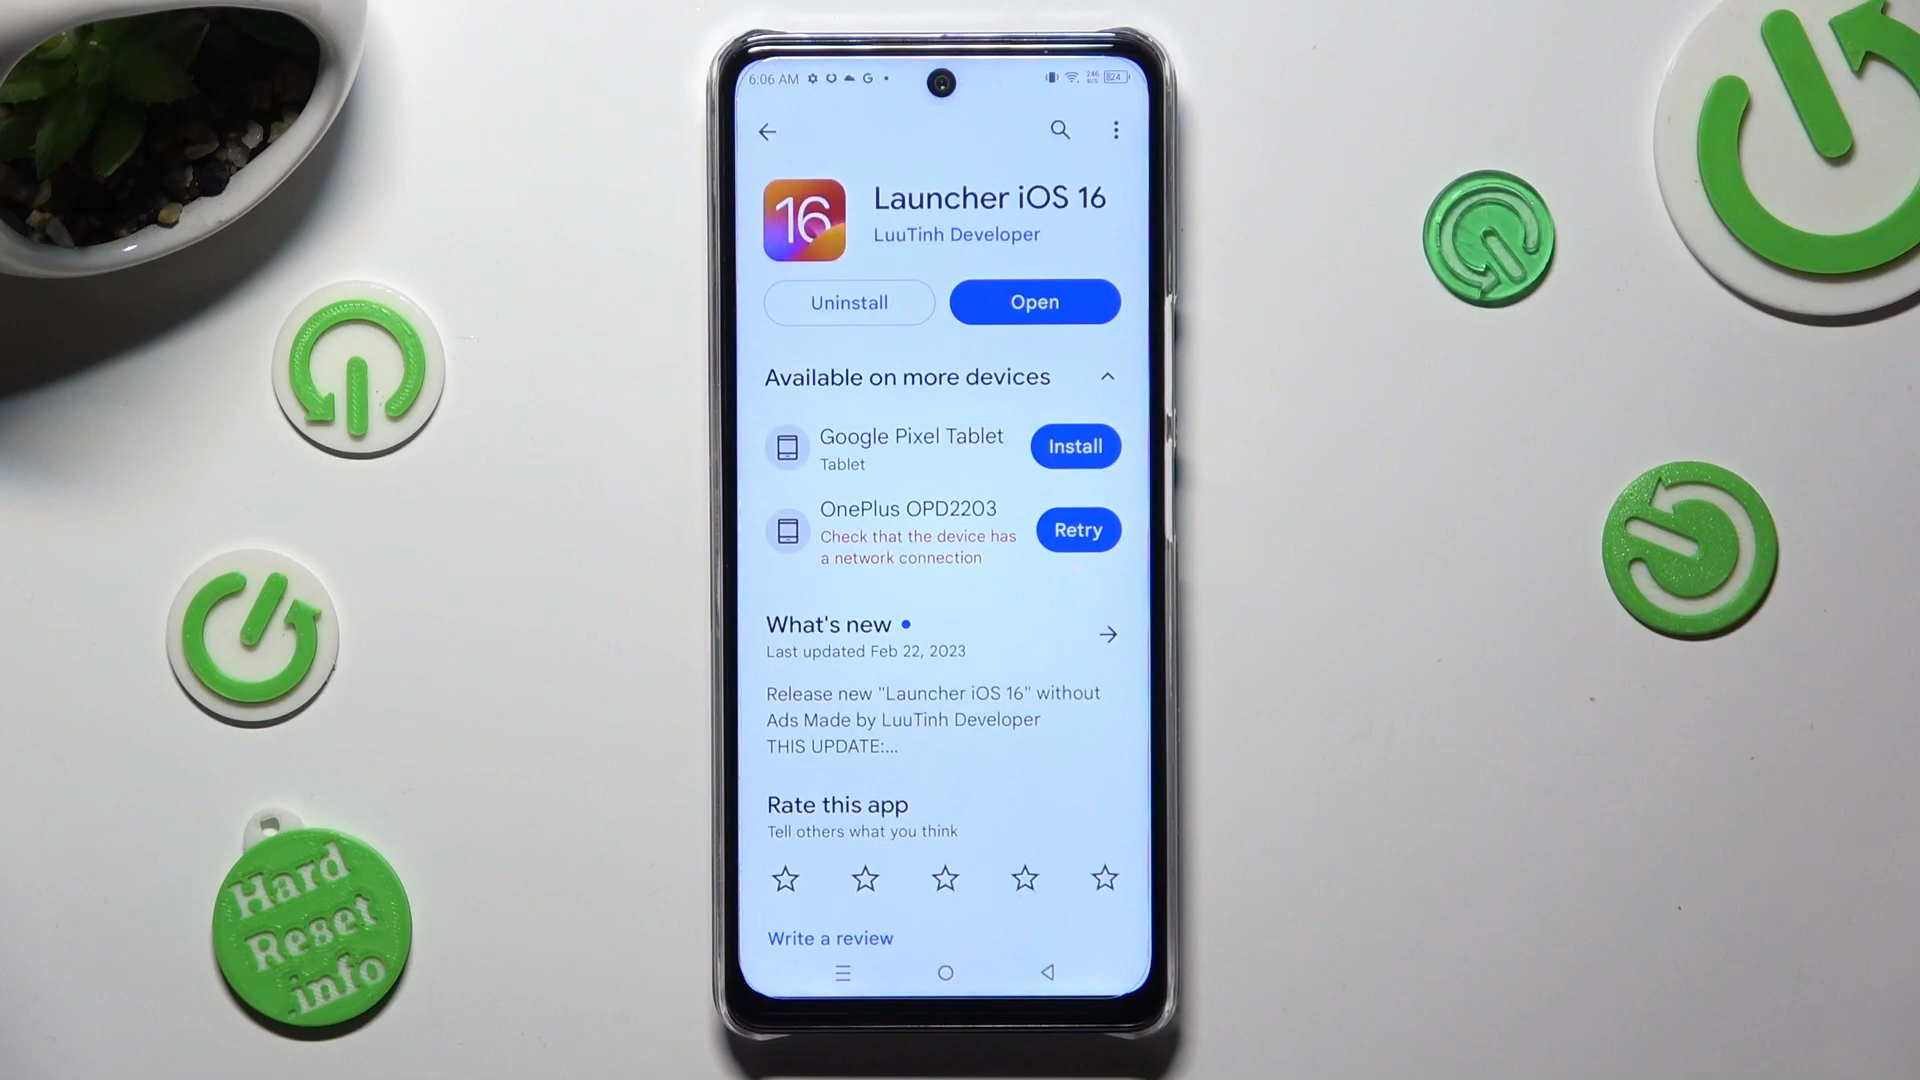 6:06 AM
G
246
B/S
24
16
Launcher iOS 16
LuuTinh Developer
Uninstall
Open
Available on more devices
Google Pixel Tablet
Tablet
Install
OnePlus OPD2203
Check that the device has
a network connection
Retry
What's new
Last updated Feb 22, 2023
Release new "Launcher iOS 16" without
Ads Made by LuuTinh Developer
THIS UPDATE:...
Rate this app
Tell others what you think
Write a review
Hard
Reset
.info